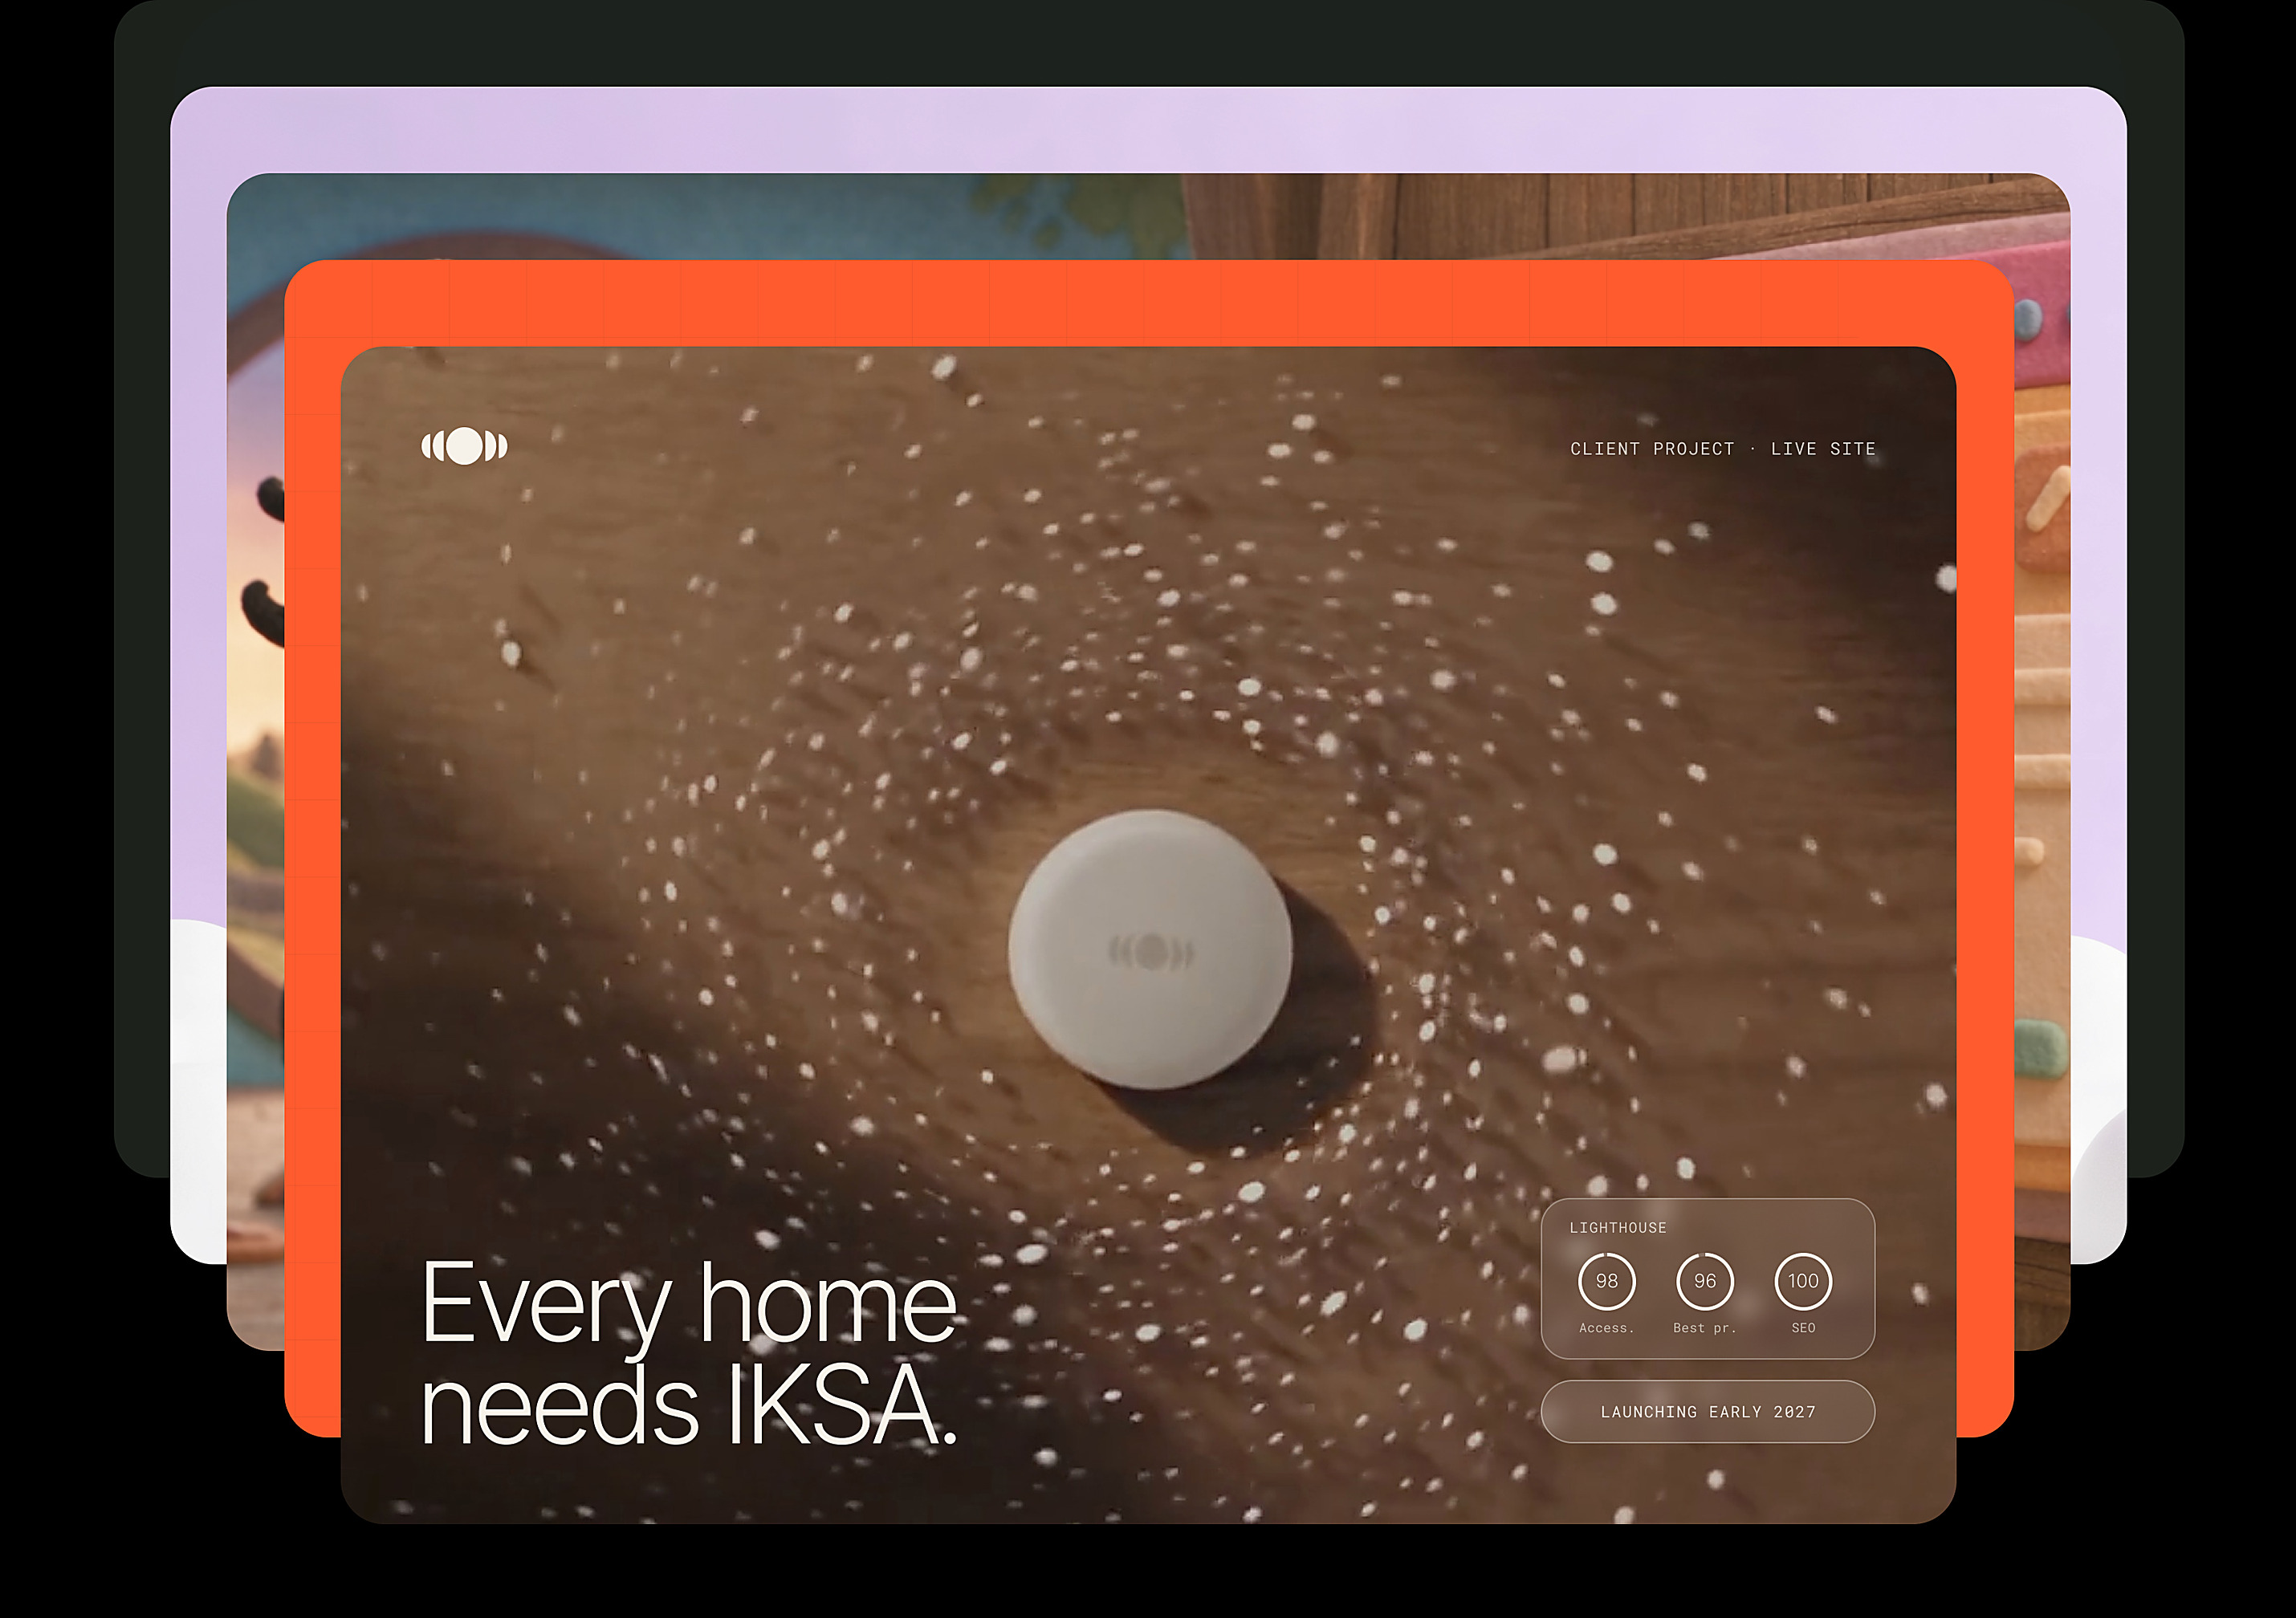 CLIENT PROJECT · LIVE SITE
Every home
needs IKSA.
LIGHTHOUSE
98 96 100
Access. Best pr. SEO
LAUNCHING EARLY 2027